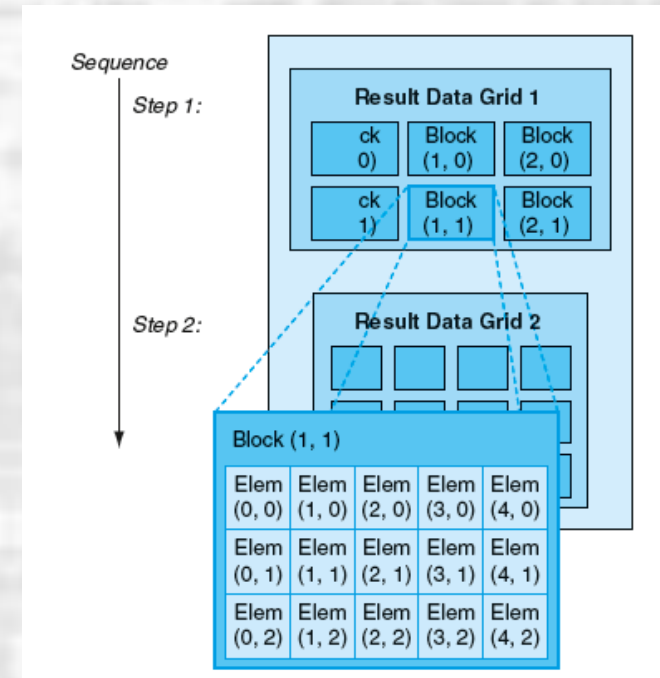 Sequence
Step 1:
Result Data Grid 1
ck
0)
Block
(1, 0)
Block
(2, 0)
ck
1)
Block
(1, 1)
Block
(2, 1)
Step 2:
Result Data Grid 2
Block (1, 1)
Elem Elem Elem Elem Elem
(0, 0) (1, 0) (2, 0) (3, 0) (4, 0)
Elem Elem Elem Elem Elem
(0, 1) (1, 1) (2, 1) (3, 1) (4, 1)
Elem Elem Elem Elem Elem
(0, 2) (1, 2) (2, 2) (3, 2) (4, 2)